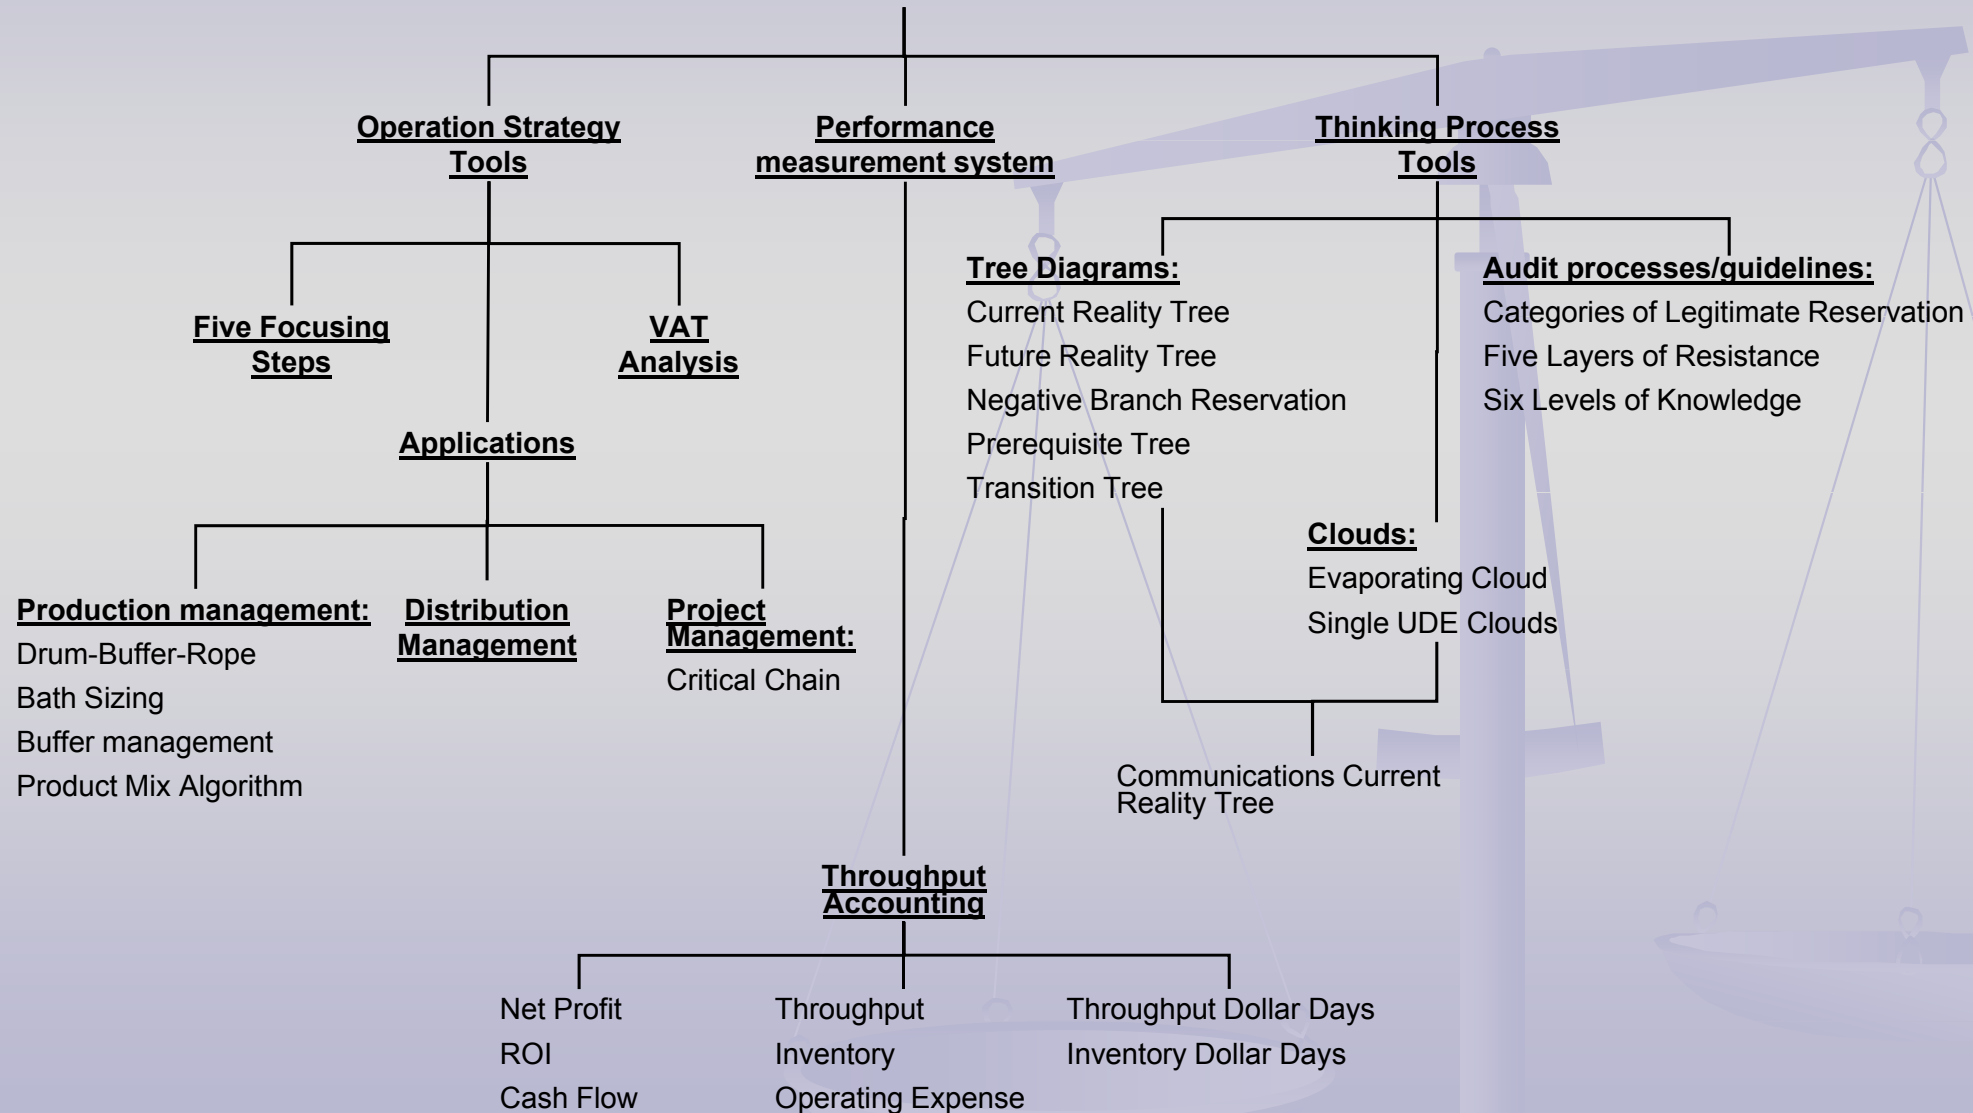 Operation Strategy
Tools
Performance
measurement system
Thinking Process
Tools
Five Focusing
Steps
VAT
Analysis
Applications
Production management:
Drum-Buffer-Rope
Bath Sizing
Buffer management
Product Mix Algorithm
Distribution
Management
Project
Management:
Critical Chain
Tree Diagrams:
Current Reality Tree
Future Reality Tree
Negative Branch Reservation
Prerequisite Tree
Transition Tree
Audit processes/guidelines:
Categories of Legitimate Reservation
Five Layers of Resistance
Six Levels of Knowledge
Clouds:
Evaporating Cloud
Single UDE Clouds
Communications Current
Reality Tree
Throughput
Accounting
Net Profit
ROI
Cash Flow
Throughput
Inventory
Operating Expense
Throughput Dollar Days
Inventory Dollar Days